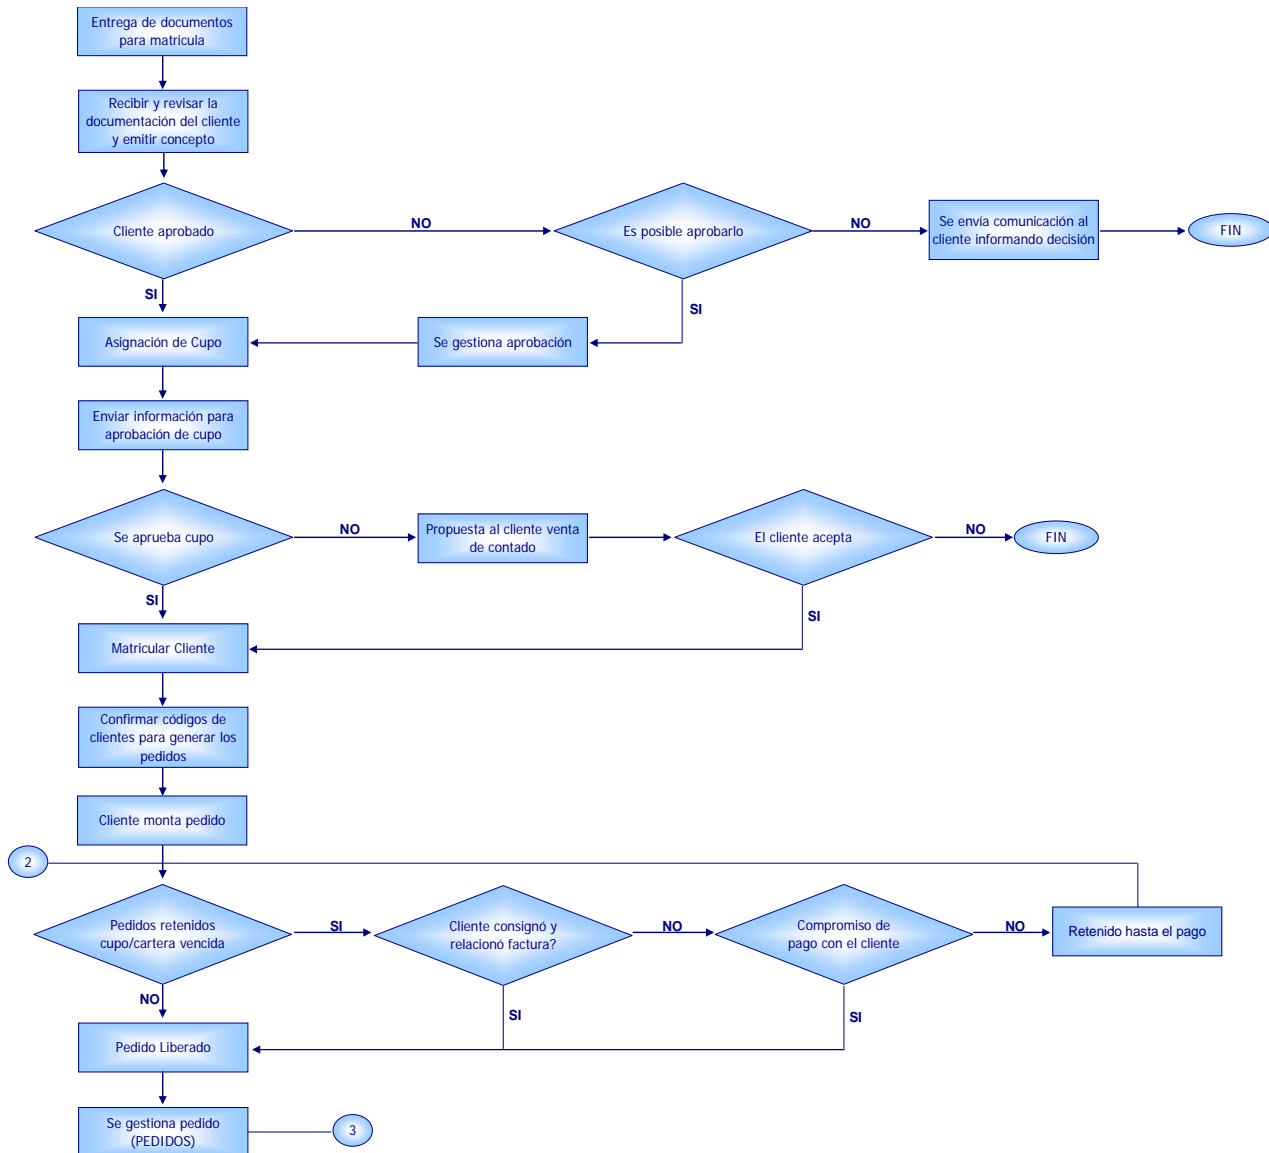 Entrega de documentos
para matricula
Recibir y revisar la
documentación del cliente
y emitir concepto
Cliente aprobado
NO
Es posible aprobarlo
NO
Se envía comunicación al
cliente informando decisión
FIN
SI
SI
Asignación de Cupo
Se gestiona aprobación
Enviar información para
aprobación de cupo
Se aprueba cupo
NO
Propuesta al cliente venta
de contado
El cliente acepta
NO
FIN
SI
SI
Matricular Cliente
Confirmar códigos de
clientes para generar los
pedidos
Cliente monta pedido
2
Pedidos retenidos
cupo/cartera vencida
SI
Cliente consignó y
relacionó factura?
NO
Compromiso de
pago con el cliente
NO
Retenido hasta el pago
NO
SI
SI
Pedido Liberado
Se gestiona pedido
(PEDIDOS)
3